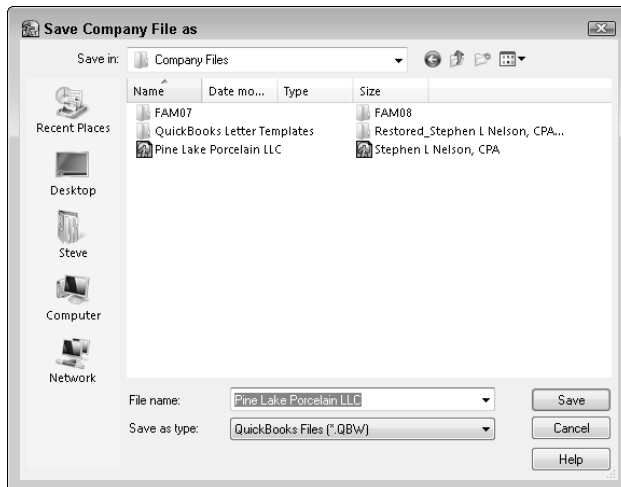 Save Company File as
Save in: Company Files
Name Date mo... Type Size
FAM07 FAM08
QuickBooks Letter Templates Restored_Stephen L Nelson, CPA...
Pine Lake Porcelain LLC Stephen L Nelson, CPA
Recent Places
Desktop
Steve
Computer
Network
File name: Pine Lake Porcelain LLC Save
Save as type: QuickBooks Files (*.QBW) Cancel
Help